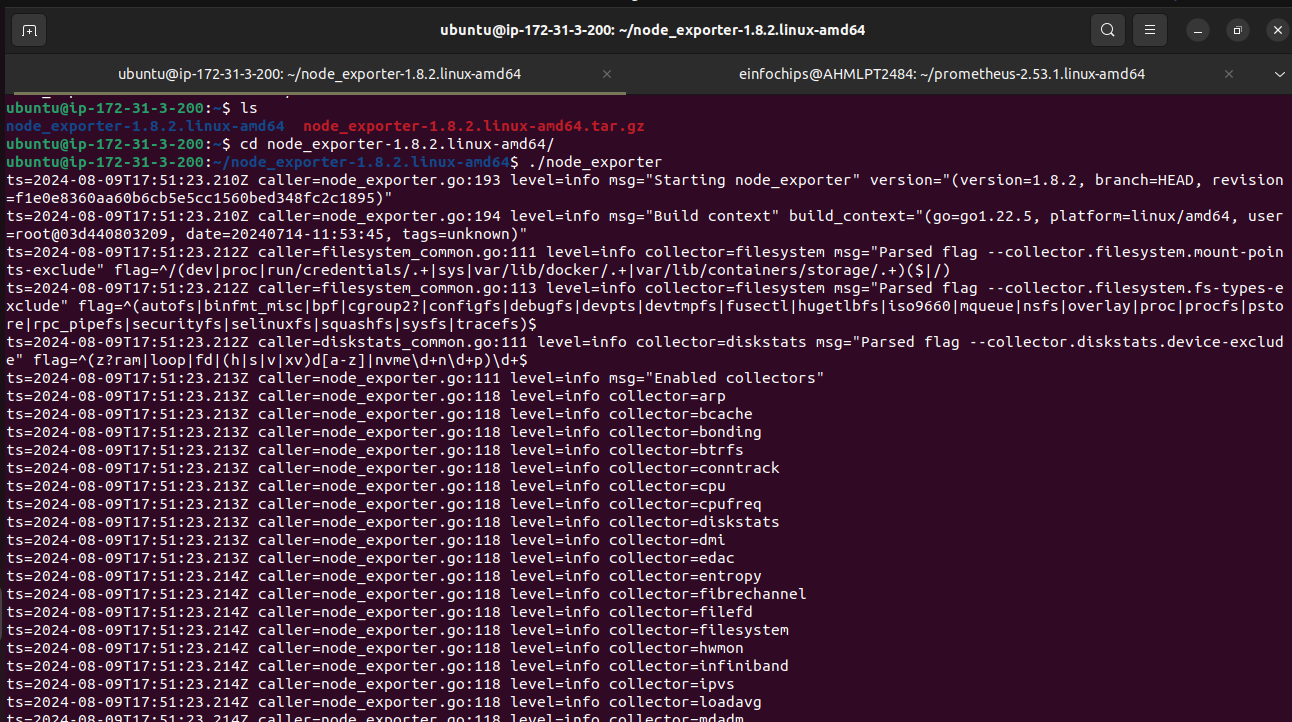 ubuntu@ip-172-31-3-200: ~/node_exporter-1.8.2.linux-amd64
ubuntu@ip-172-31-3-200: ~/node_exporter-1.8.2.linux-amd64
einfochips@AHMLPT2484: ~/prometheus-2.53.1.linux-amd64
ubuntu@ip-172-31-3-200:~$ ls
node_exporter-1.8.2.linux-amd64  node_exporter-1.8.2.linux-amd64.tar.gz
ubuntu@ip-172-31-3-200:~$ cd node_exporter-1.8.2.linux-amd64/
ubuntu@ip-172-31-3-200:~/node_exporter-1.8.2.linux-amd64$ ./node_exporter
ts=2024-08-09T17:51:23.210Z caller=node_exporter.go:193 level=info msg="Starting node_exporter" version="(version=1.8.2, branch=HEAD, revision
=f1e0e8360aa60b6cb5e5cc1560bed348fc2c1895)"
ts=2024-08-09T17:51:23.210Z caller=node_exporter.go:194 level=info msg="Build context" build_context="(go=go1.22.5, platform=linux/amd64, user
=root@03d440803209, date=20240714-11:53:45, tags=unknown)"
ts=2024-08-09T17:51:23.212Z caller=filesystem_common.go:111 level=info collector=filesystem msg="Parsed flag --collector.filesystem.mount-poin
ts-exclude" flag=^/(dev|proc|run/credentials/.+|sys|var/lib/docker/.+|var/lib/containers/storage/.+)($|/)
ts=2024-08-09T17:51:23.212Z caller=filesystem_common.go:113 level=info collector=filesystem msg="Parsed flag --collector.filesystem.fs-types-e
xclude" flag=^(autofs|binfmt_misc|bpf|cgroup2?|configfs|debugfs|devpts|devtmpfs|fusectl|hugetlbfs|iso9660|mqueue|nsfs|overlay|proc|procfs|psto
re|rpc_pipefs|securityfs|selinuxfs|squashfs|sysfs|tracefs)$
ts=2024-08-09T17:51:23.212Z caller=diskstats_common.go:111 level=info collector=diskstats msg="Parsed flag --collector.diskstats.device-exclud
e" flag=^(z?ram|loop|fd|(h|s|v|xv)d[a-z]|nvme\d+n\d+p)\d+$
ts=2024-08-09T17:51:23.213Z caller=node_exporter.go:111 level=info msg="Enabled collectors"
ts=2024-08-09T17:51:23.213Z caller=node_exporter.go:118 level=info collector=arp
ts=2024-08-09T17:51:23.213Z caller=node_exporter.go:118 level=info collector=bcache
ts=2024-08-09T17:51:23.213Z caller=node_exporter.go:118 level=info collector=bonding
ts=2024-08-09T17:51:23.213Z caller=node_exporter.go:118 level=info collector=btrfs
ts=2024-08-09T17:51:23.213Z caller=node_exporter.go:118 level=info collector=conntrack
ts=2024-08-09T17:51:23.213Z caller=node_exporter.go:118 level=info collector=cpu
ts=2024-08-09T17:51:23.213Z caller=node_exporter.go:118 level=info collector=cpufreq
ts=2024-08-09T17:51:23.213Z caller=node_exporter.go:118 level=info collector=diskstats
ts=2024-08-09T17:51:23.213Z caller=node_exporter.go:118 level=info collector=dmi
ts=2024-08-09T17:51:23.213Z caller=node_exporter.go:118 level=info collector=edac
ts=2024-08-09T17:51:23.214Z caller=node_exporter.go:118 level=info collector=entropy
ts=2024-08-09T17:51:23.214Z caller=node_exporter.go:118 level=info collector=fibrechannel
ts=2024-08-09T17:51:23.214Z caller=node_exporter.go:118 level=info collector=filefd
ts=2024-08-09T17:51:23.214Z caller=node_exporter.go:118 level=info collector=filesystem
ts=2024-08-09T17:51:23.214Z caller=node_exporter.go:118 level=info collector=hwmon
ts=2024-08-09T17:51:23.214Z caller=node_exporter.go:118 level=info collector=infiniband
ts=2024-08-09T17:51:23.214Z caller=node_exporter.go:118 level=info collector=ipvs
ts=2024-08-09T17:51:23.214Z caller=node_exporter.go:118 level=info collector=loadavg
ts=2024-08-09T17:51:23.214Z caller=node_exporter.go:118 level=info collector=mdadm